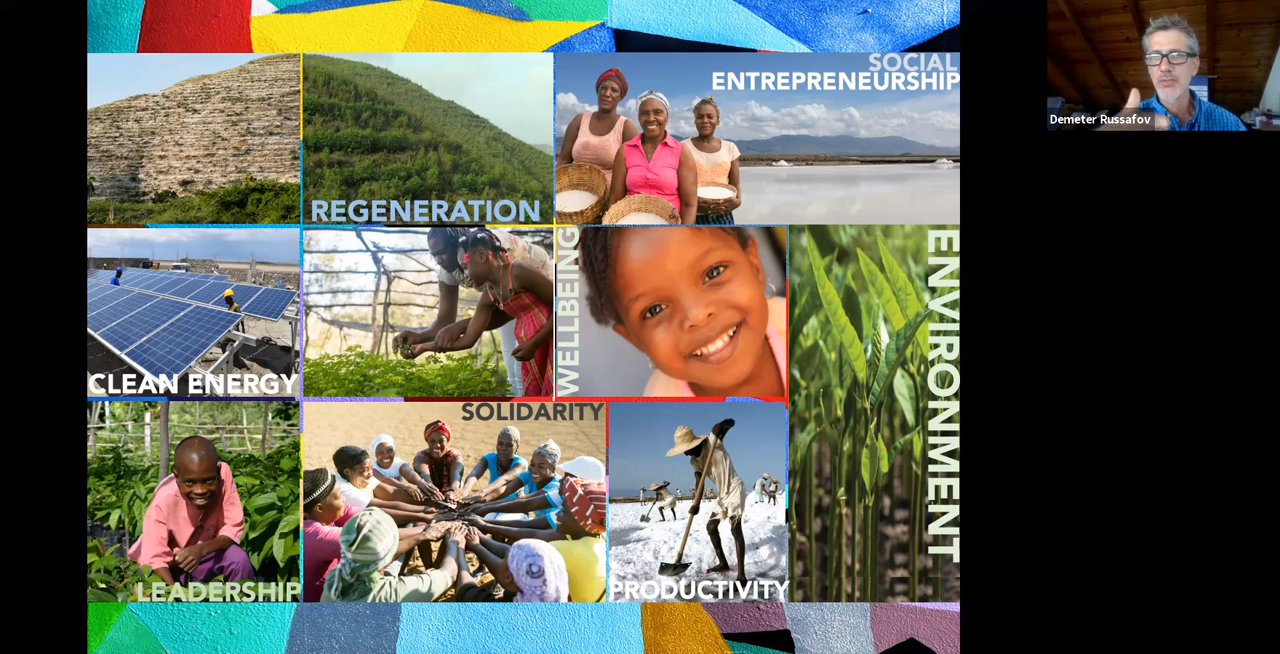 SOCIAL
ENTREPRENEURSHIP
Demeter Russafov
REGENERATION
CLEAN ENERGY
WELLBEING
ENVIRONMENT
SOLIDARITY
LEADERSHIP
PRODUCTIVITY